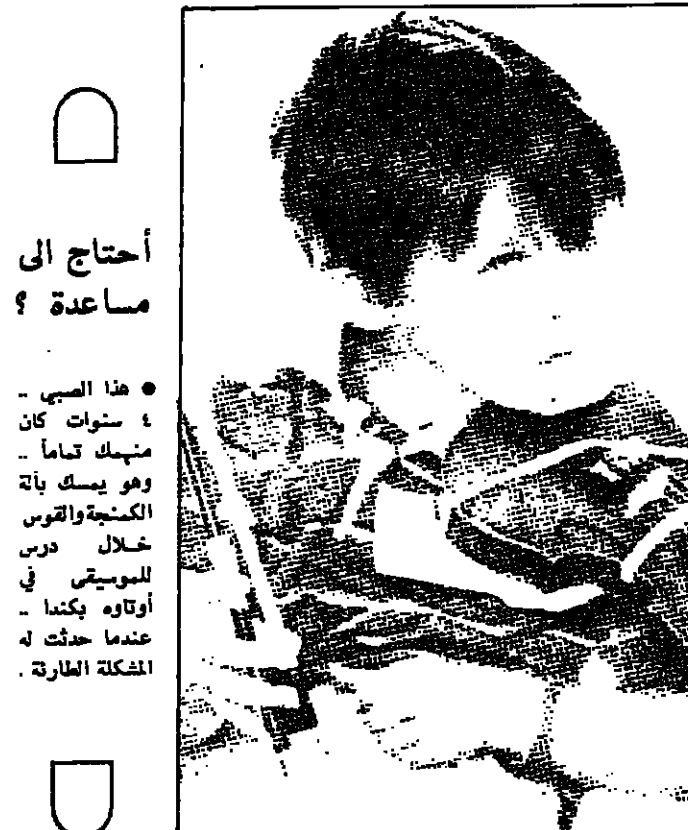 أحتاج الى
مساعدة ؟
● هذا الصبي ..
٤ سنوات كان
منهمك تماماً ..
وهو يمسك بآلة
الكمنجة والقوس
خلال درس
للموسيقى في
أوتاوه بكندا ..
عندما حدثت له
المشكلة الطارئة .